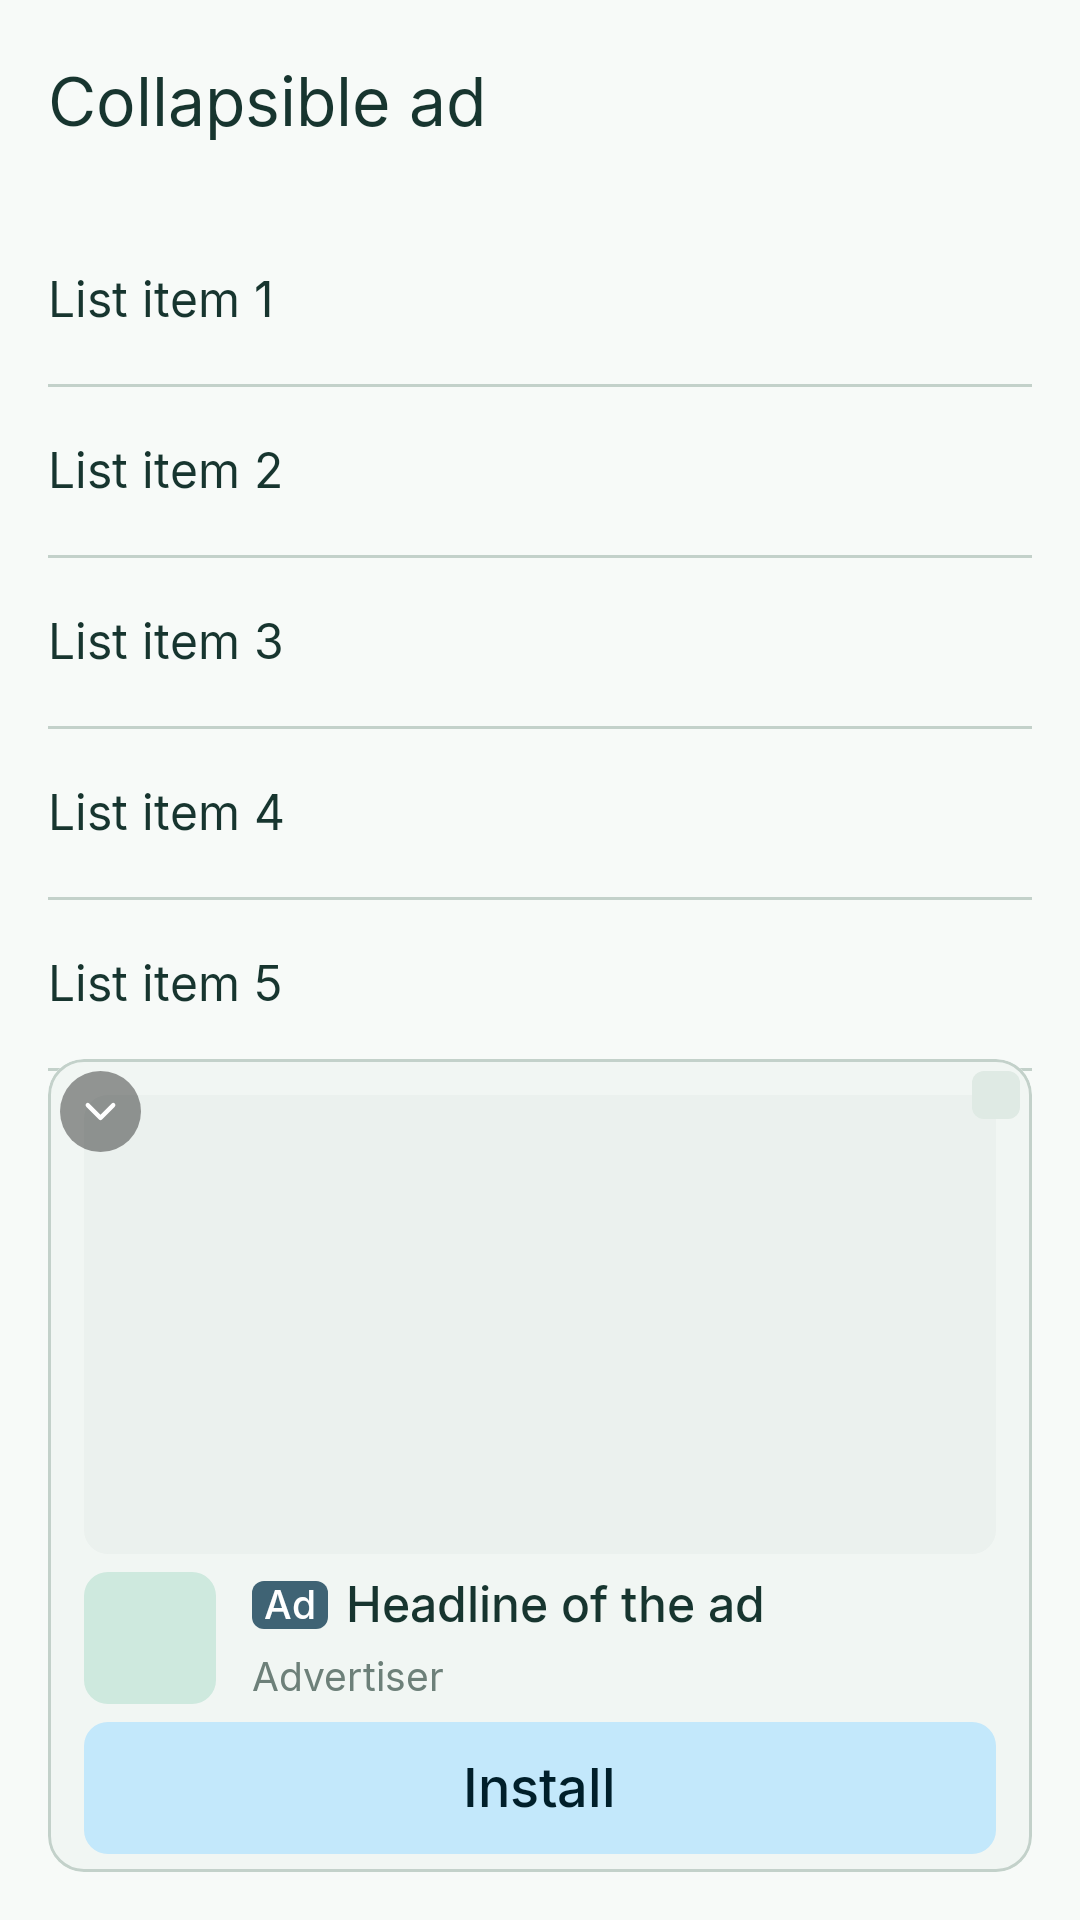 Collapsible ad
List item 1
List item 2
List item 3
List item 4
List item 5
Ad Headline of the ad
Advertiser
Install